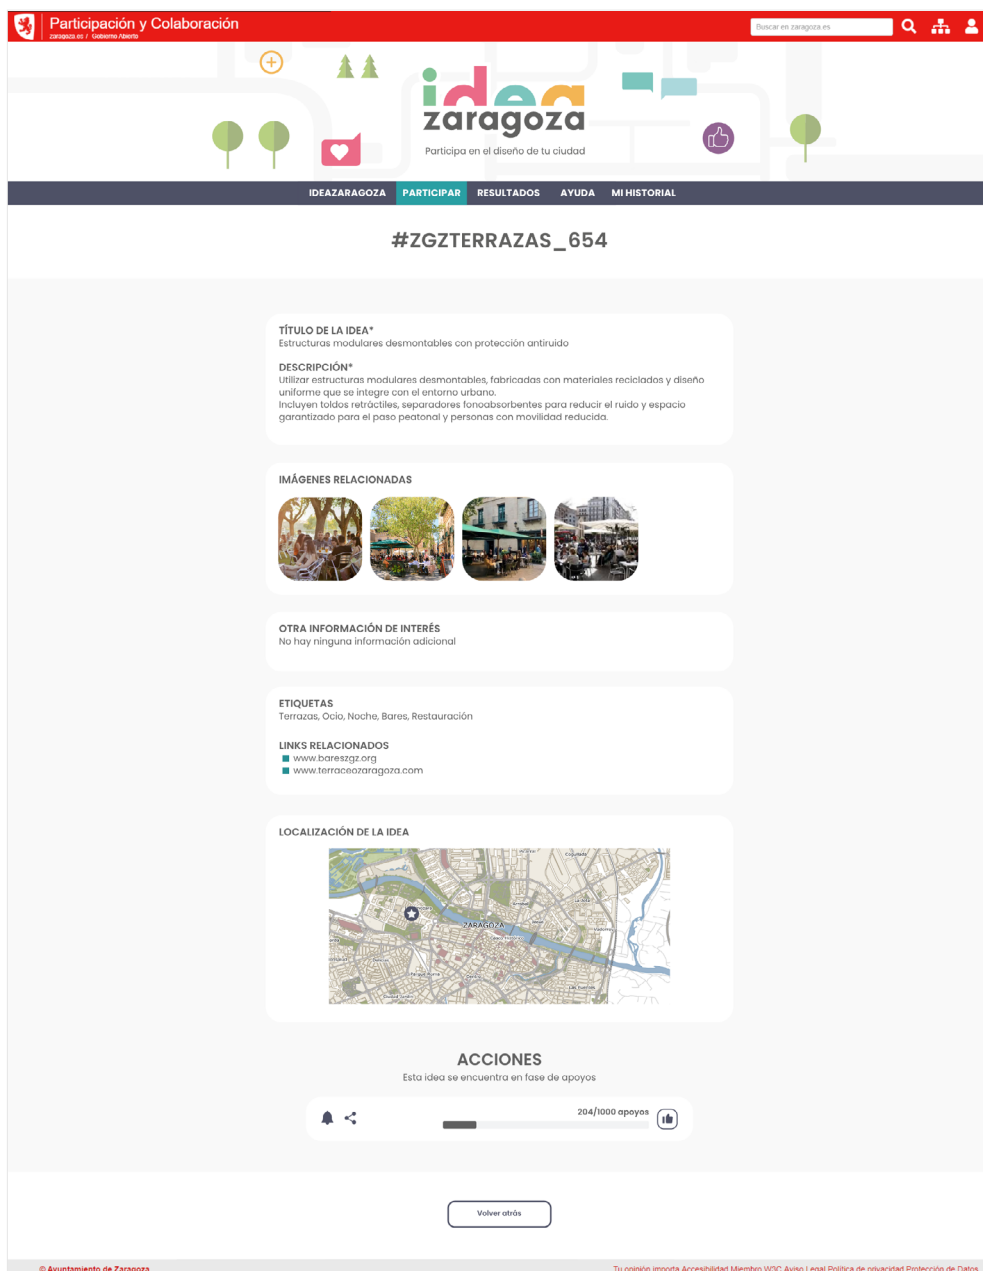 Participación y Colaboración
zaragoza.es / Gobierno Abierto
Buscar en zaragoza.es
idea
zaragoza
Participa en el diseño de tu ciudad
IDEAZARAGOZA PARTICIPAR RESULTADOS AYUDA MI HISTORIAL
#ZGZTERRAZAS_654
TÍTULO DE LA IDEA*
Estructuras modulares desmontables con protección antiruido
DESCRIPCIÓN*
Utilizar estructuras modulares desmontables, fabricadas con materiales reciclados y diseño
uniforme que se integre con el entorno urbano.
Incluyen toldos retráctiles, separadores fonoabsorbentes para reducir el ruido y espacio
garantizado para el paso peatonal y personas con movilidad reducida.
IMÁGENES RELACIONADAS
OTRA INFORMACIÓN DE INTERÉS
No hay ninguna información adicional
ETIQUETAS
Terrazas, Ocio, Noche, Bares, Restauración
LINKS RELACIONADOS
www.bareszgz.org
www.terraceozaragoza.com
LOCALIZACIÓN DE LA IDEA
Cogullada
ZARAGOZA
Casco Histórico
Las Fuentes
ACCIONES
Esta idea se encuentra en fase de apoyos
204/1000 apoyos
Volver atrás
© Ayuntamiento de Zaragoza
Tu opinión importa Accesibilidad Miembro W3C Aviso Legal Política de privacidad Protección de Datos